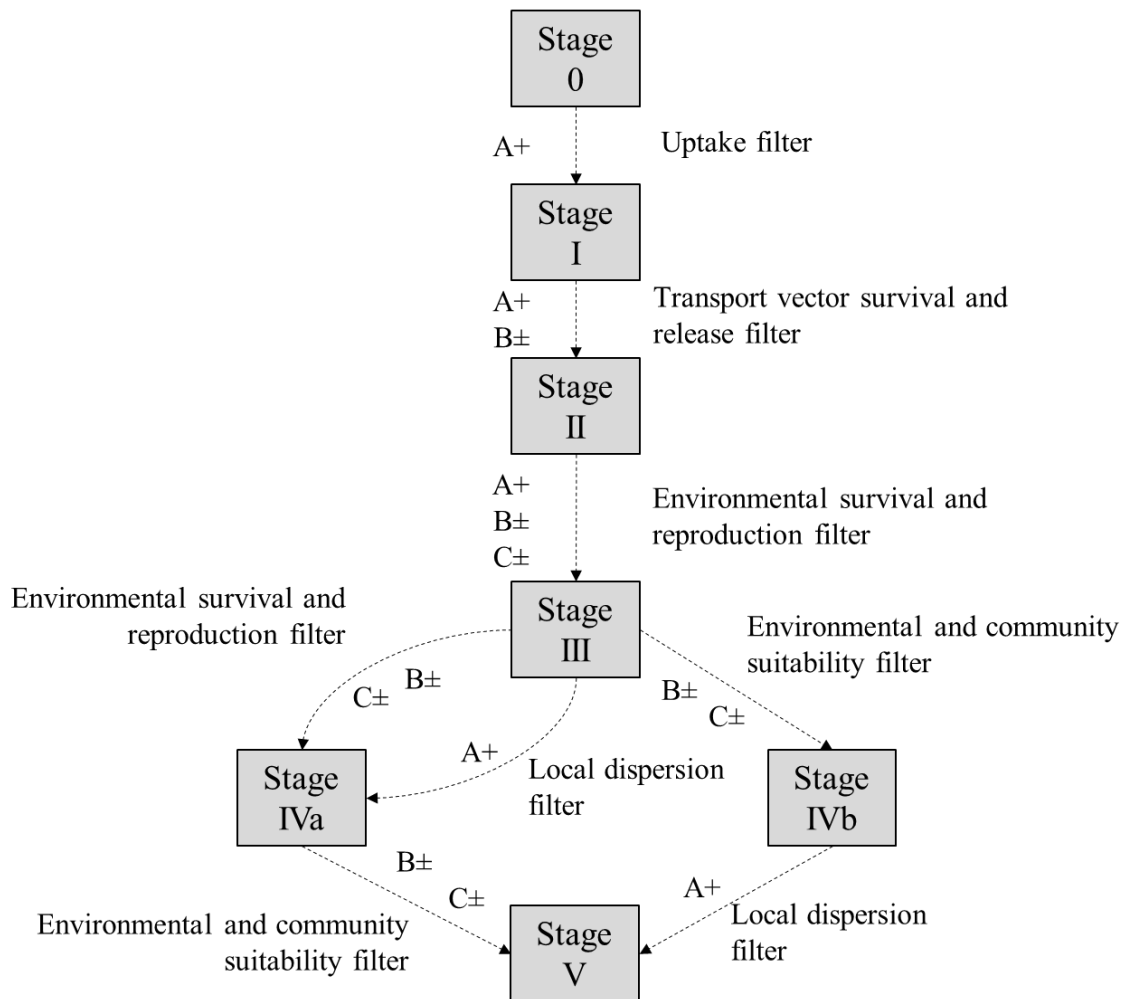 Stage
0
A+
Uptake filter
Stage
I
A+
B±
Transport vector survival and
release filter
Stage
II
A+
B±
C±
Environmental survival and
reproduction filter
Stage
III
Environmental survival and
reproduction filter
B±
C±
Environmental and community
suitability filter
B±
C±
A+
Local dispersion
filter
Stage
IVa
Stage
IVb
B±
C±
Environmental and community
suitability filter
A+
Local dispersion
filter
Stage
V